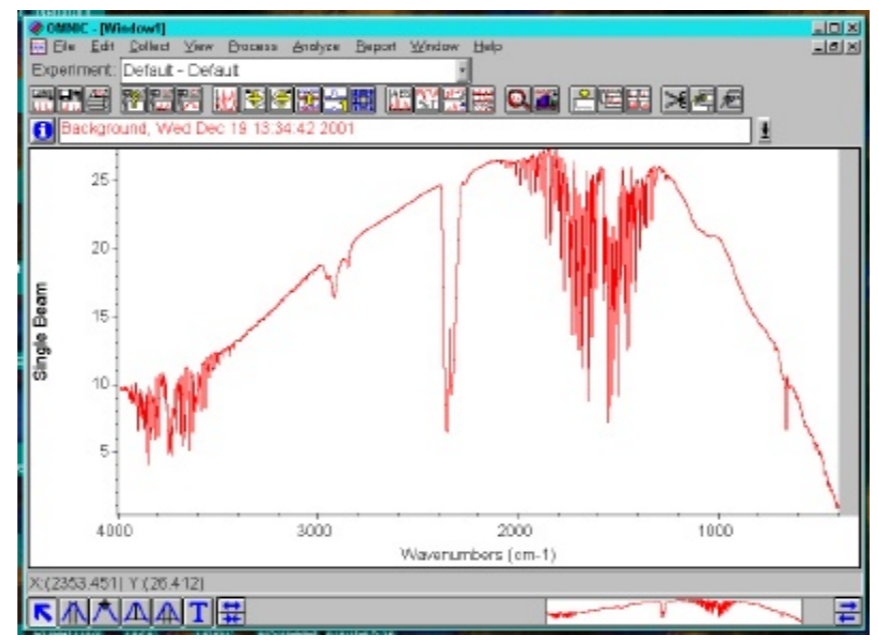 OMNIC - [Window1]
File Edit Collect View Process Analyze Report Window Help
Experiment: Default - Default
Background, Wed Dec 19 13:34:42 2001
25
20
15
10
5
Single Beam
4000 3000 2000 1000
Wavenumbers (cm-1)
X:(2353.451) Y:(26.412)
T